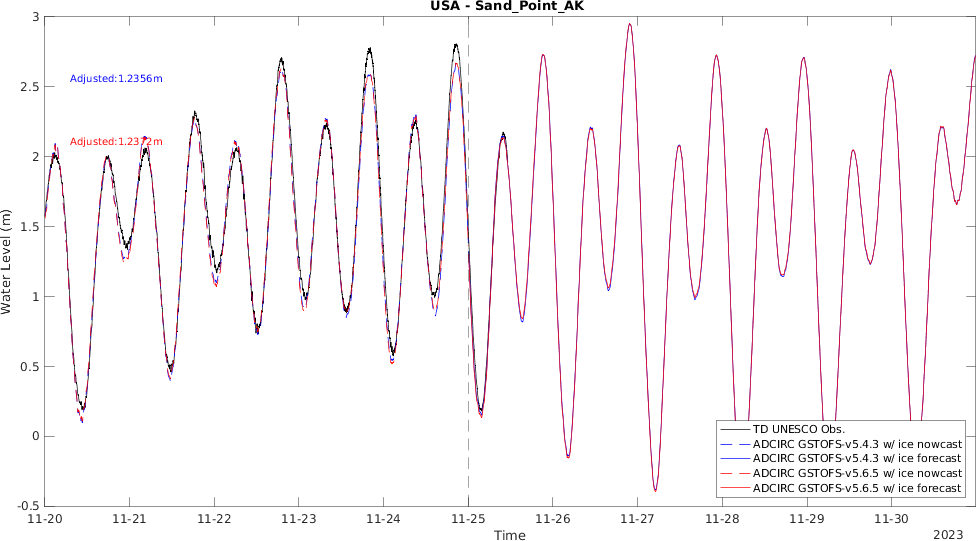 USA - Sand_Point_AK
3
2.5
2
1.5
1
0.5
0
-0.5
Water Level (m)
Adjusted:1.2356m
Adjusted:1.2372m
TD UNESCO Obs.
ADCIRC GSTOFS-v5.4.3 w/ ice nowcast
ADCIRC GSTOFS-v5.4.3 w/ ice forecast
ADCIRC GSTOFS-v5.6.5 w/ ice nowcast
ADCIRC GSTOFS-v5.6.5 w/ ice forecast
11-20 11-21 11-22 11-23 11-24 11-25 11-26 11-27 11-28 11-29 11-30
Time
2023